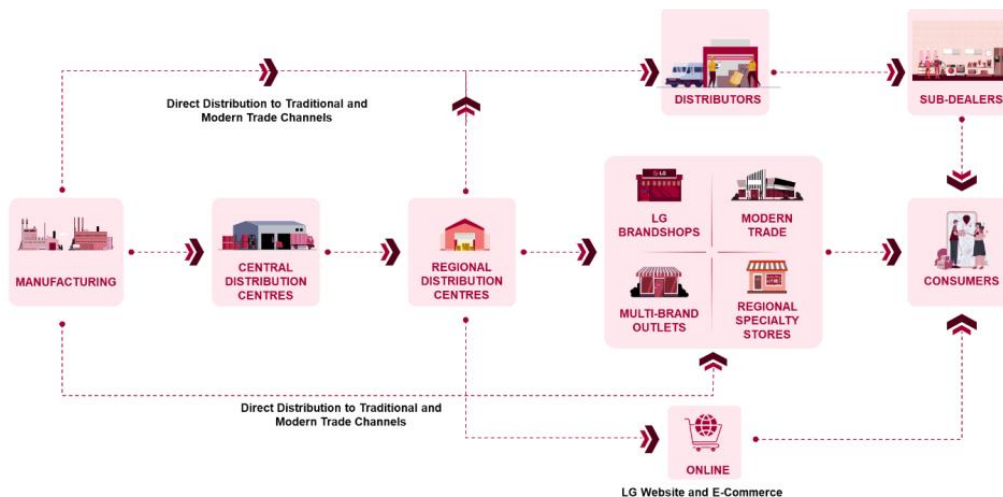 DISTRIBUTORS
SUB-DEALERS
Direct Distribution to Traditional and
Modern Trade Channels
LG
LG
BRANDSHOPS
MODERN
TRADE
MANUFACTURING
CENTRAL
DISTRIBUTION
CENTRES
REGIONAL
DISTRIBUTION
CENTRES
MULTI-BRAND
OUTLETS
REGIONAL
SPECIALTY
STORES
CONSUMERS
Direct Distribution to Traditional and
Modern Trade Channels
ONLINE
LG Website and E-Commerce